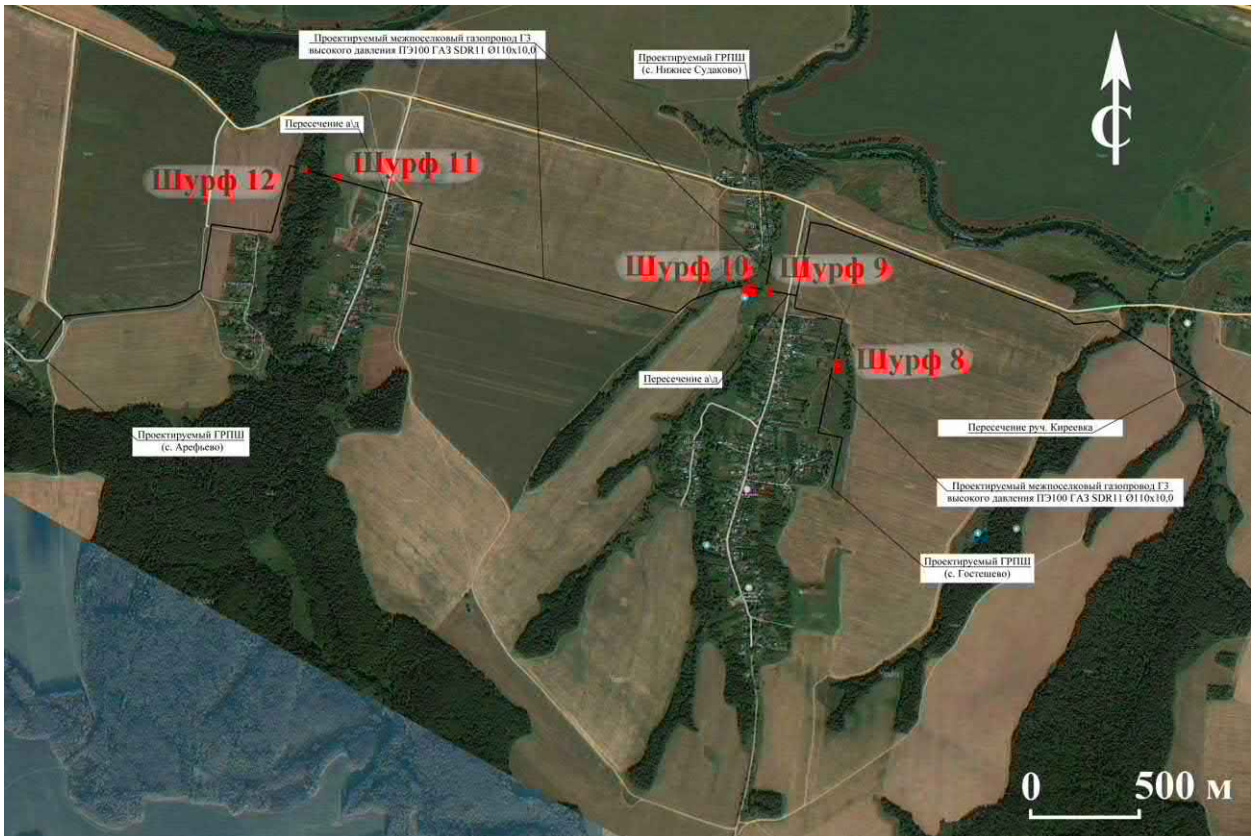 Проектируемый межпоселковый газопровод Г3
высокого давления ПЭ100 ГАЗ SDR11 Ø110х10,0
Проектируемый ГРПШ
(с. Нижнее Судаково)
С
Пересечение а\д
Шурф 11
Шурф 12
Шурф 10
Шурф 9
Шурф 8
Пересечение а\д
Проектируемый ГРПШ
(с. Арефьево)
Пересечение руч. Киреевка
Проектируемый межпоселковый газопровод Г3
высокого давления ПЭ100 ГАЗ SDR11 Ø110х10,0
Проектируемый ГРПШ
(с. Гостешево)
0 500 м